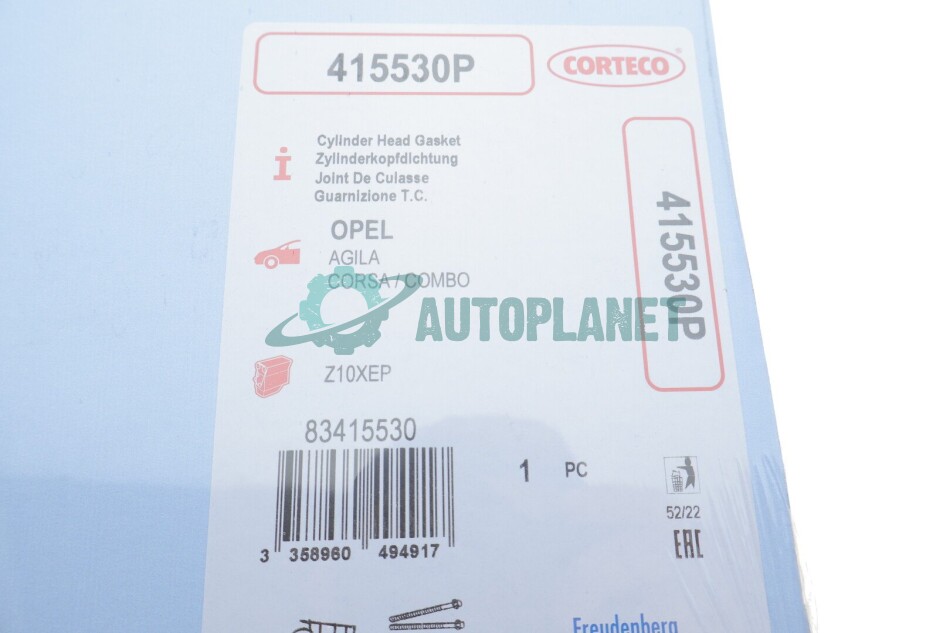 415530P
CORTECO
Cylinder Head Gasket
Zylinderkopfdichtung
Joint De Culasse
Guarnizione T.C.
415530P
OPEL
AGILA
CORSA / COMBO
AUTOPLANET
Z10XEP
83415530
1 PC
3 358960 494917
52/22
EAC
Freudenberg